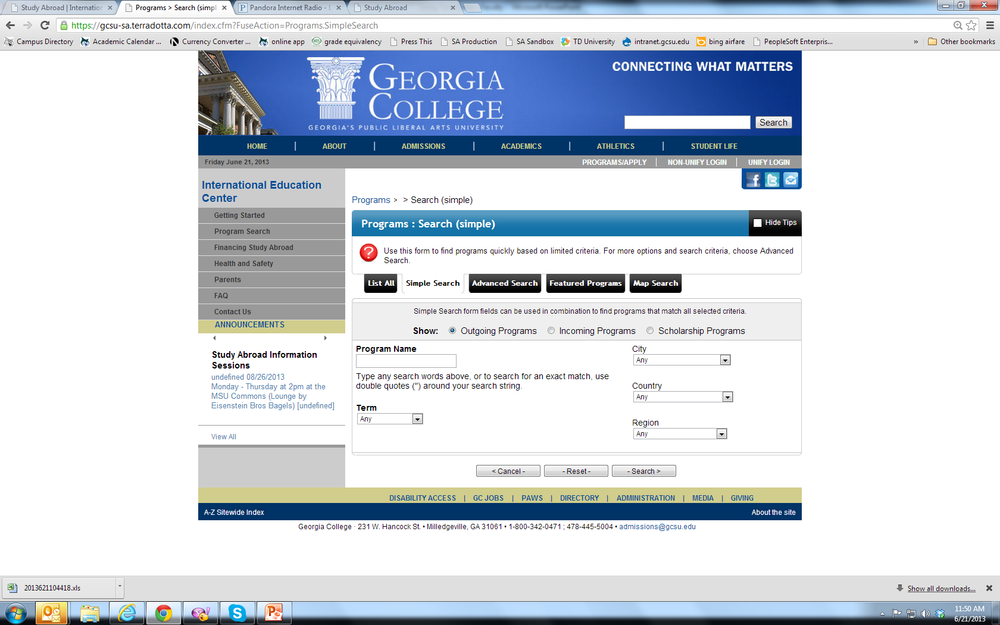 Study Abroad | Internation
Programs > Search (simpl
Pandora Internet Radio - L
Study Abroad
https://gcsu-sa.terradotta.com/index.cfm?FuseAction=Programs.SimpleSearch
Campus Directory
Academic Calendar ...
Currency Converter ...
online app
grade equivalency
Press This
SA Production
SA Sandbox
TD University
intranet.gcsu.edu
bing airfare
PeopleSoft Enterpris...
»
Other bookmarks
GEORGIA
COLLEGE
GEORGIA'S PUBLIC LIBERAL ARTS UNIVERSITY
CONNECTING WHAT MATTERS
Search
HOME | ABOUT | ADMISSIONS | ACADEMICS | ATHLETICS | STUDENT LIFE
Friday June 21, 2013
PROGRAMS/APPLY | NON-UNIFY LOGIN | UNIFY LOGIN
International Education
Center
Getting Started
Program Search
Financing Study Abroad
Health and Safety
Parents
FAQ
Contact Us
ANNOUNCEMENTS
Study Abroad Information
Sessions
undefined 08/26/2013
Monday - Thursday at 2pm at the
MSU Commons (Lounge by
Eisenstein Bros Bagels) [undefined]
View All
Programs > > Search (simple)
Programs : Search (simple)
Hide Tips
Use this form to find programs quickly based on limited criteria. For more options and search criteria, choose Advanced
Search.
List All
Simple Search
Advanced Search
Featured Programs
Map Search
Simple Search form fields can be used in combination to find programs that match all selected criteria.
Show: Outgoing Programs Incoming Programs Scholarship Programs
Program Name
Type any search words above, or to search for an exact match, use
double quotes (") around your search string.
Term
Any
City
Any
Country
Any
Region
Any
< Cancel -
- Reset -
- Search >
DISABILITY ACCESS | GC JOBS | PAWS | DIRECTORY | ADMINISTRATION | MEDIA | GIVING
A-Z Sitewide Index
About the site
Georgia College · 231 W. Hancock St. • Milledgeville, GA 31061 • 1-800-342-0471 ; 478-445-5004 • admissions@gcsu.edu
2013621104418.xls
Show all downloads...
11:50 AM
6/21/2013